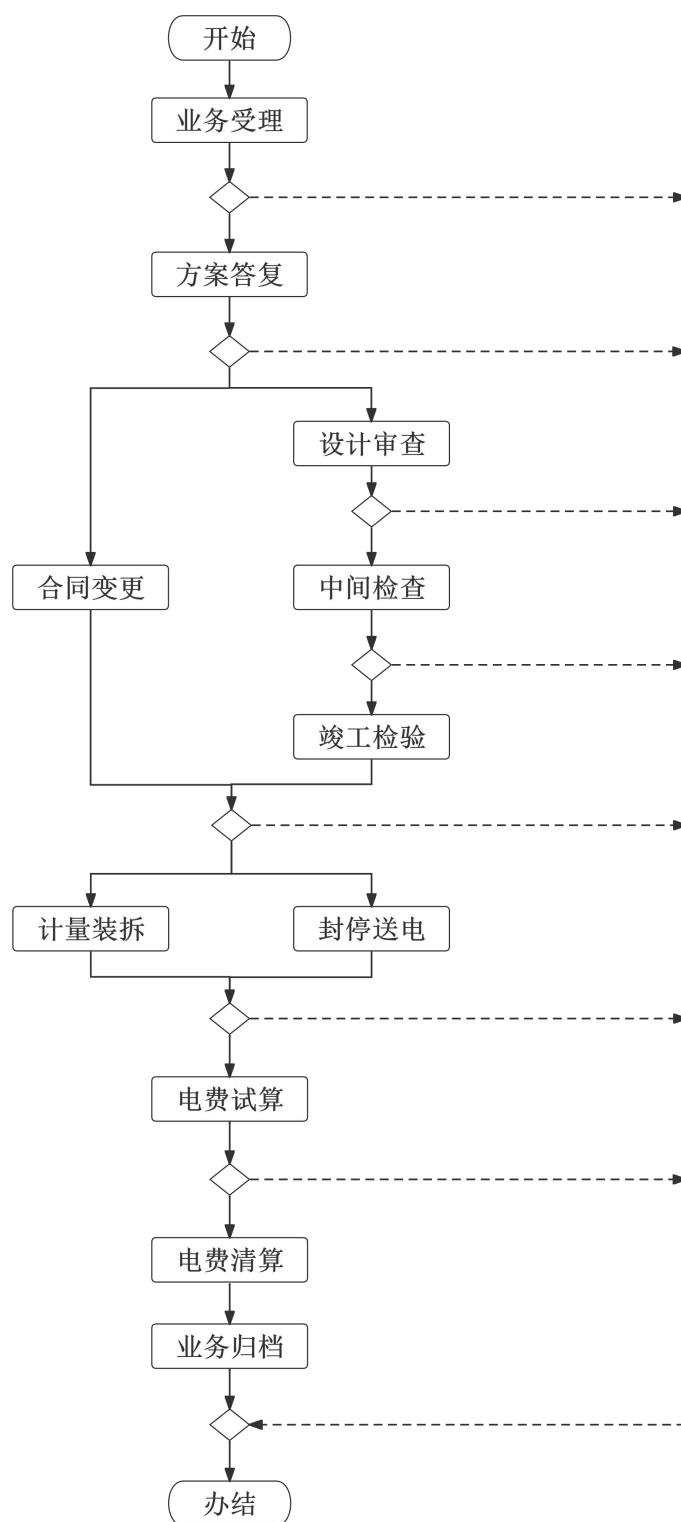 开始
业务受理
方案答复
设计审查
合同变更
中间检查
竣工检验
计量装拆
封停送电
电费试算
电费清算
业务归档
办结